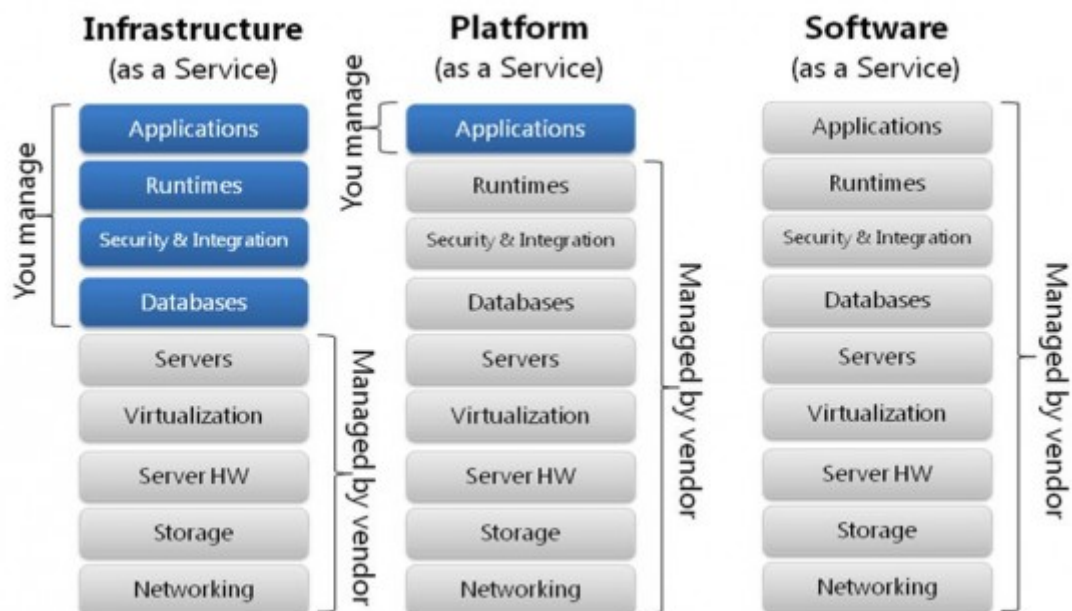 Infrastructure
(as a Service)
You manage
Applications
Runtimes
Security & Integration
Databases
Servers
Virtualization
Server HW
Storage
Networking
Managed by vendor
Platform
(as a Service)
You manage
Applications
Runtimes
Security & Integration
Databases
Servers
Virtualization
Server HW
Storage
Networking
Managed by vendor
Software
(as a Service)
Applications
Runtimes
Security & Integration
Databases
Servers
Virtualization
Server HW
Storage
Networking
Managed by vendor